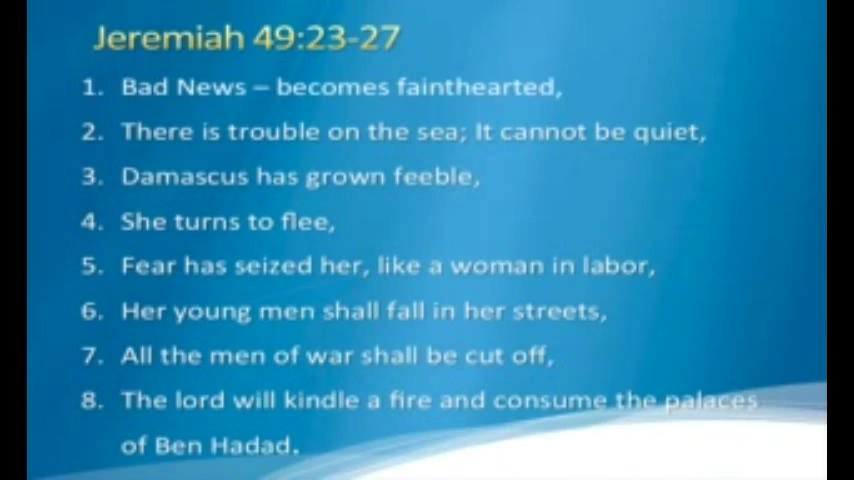 Jeremiah 49:23-27
1. Bad News – becomes fainthearted,
2. There is trouble on the sea; It cannot be quiet,
3. Damascus has grown feeble,
4. She turns to flee,
5. Fear has seized her, like a woman in labor,
6. Her young men shall fall in her streets,
7. All the men of war shall be cut off,
8. The lord will kindle a fire and consume the palaces
of Ben Hadad.